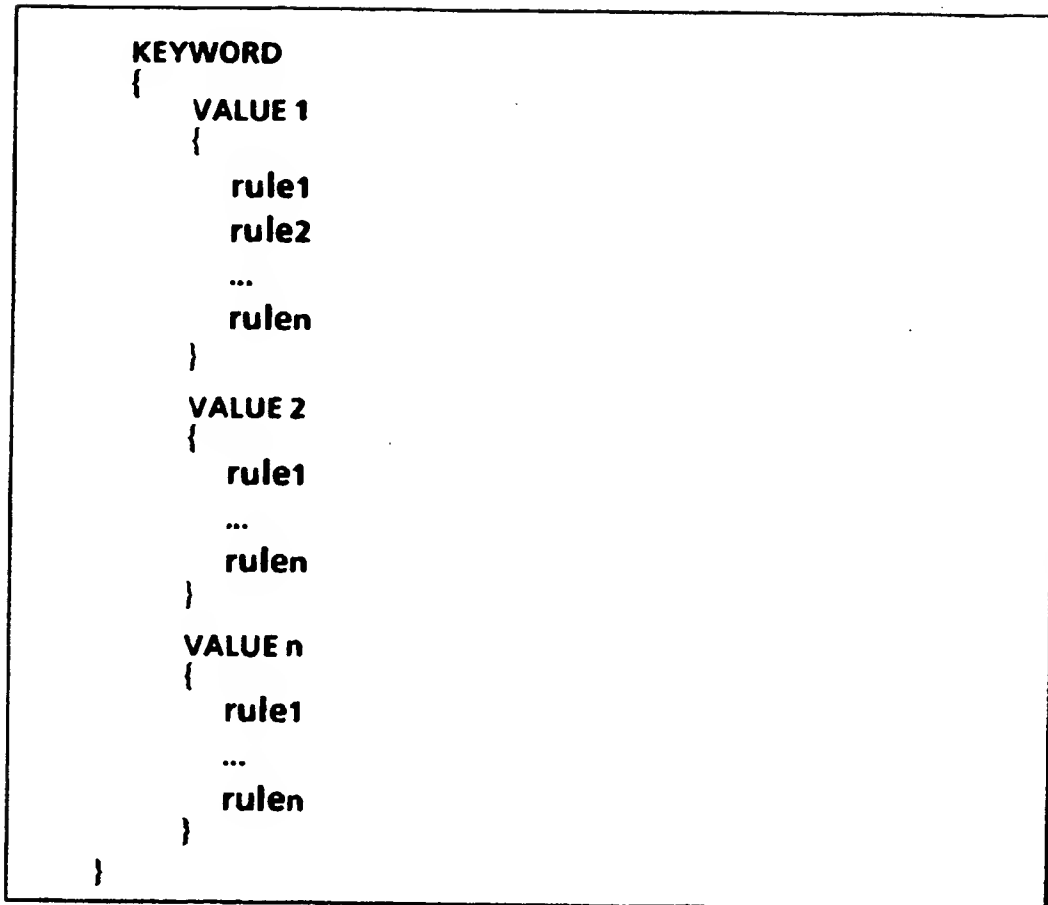 KEYWORD
{
VALUE 1
{
rule1
rule2
...
rulen
}
VALUE 2
{
rule1
...
rulen
}
VALUE n
{
rule1
...
rulen
}
}